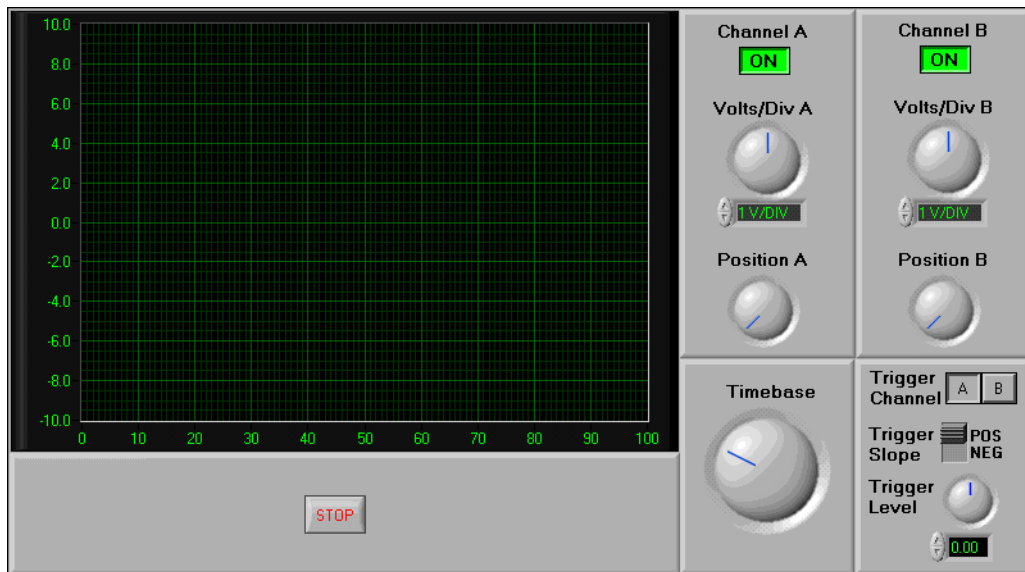 10.0
8.0
6.0
4.0
2.0
0.0
-2.0
-4.0
-6.0
-8.0
-10.0
0 10 20 30 40 50 60 70 80 90 100
STOP
Channel A
ON
Volts/Div A
1 V/DIV
Position A
Channel B
ON
Volts/Div B
1 V/DIV
Position B
Timebase
Trigger
Channel
A B
Trigger
Slope
POS
NEG
Trigger
Level
0.00